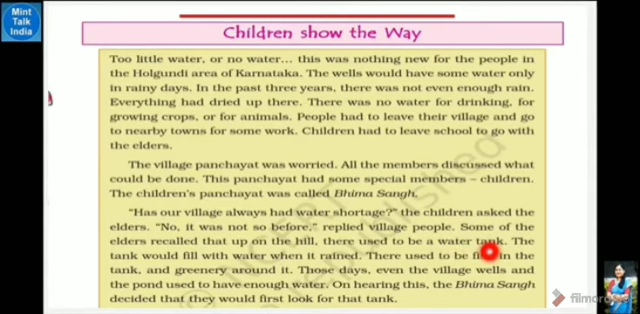 Mint
Talk
India
Children show the Way
Too little water, or no water... this was nothing new for the people in
the Holgundi area of Karnataka. The wells would have some water only
in rainy days. In the past three years, there was not even enough rain.
Everything had dried up there. There was no water for drinking, for
growing crops, or for animals. People had to leave their village and go
to nearby towns for some work. Children had to leave school to go with
the elders.
The village panchayat was worried. All the members discussed what
could be done. This panchayat had some special members – children.
The children's panchayat was called Bhima Sangh.
"Has our village always had water shortage?" the children asked the
elders. "No, it was not so before," replied village people. Some of the
elders recalled that up on the hill, there used to be a water tank. The
tank would fill with water when it rained. There used to be in the
tank, and greenery around it. Those days, even the village wells and
the pond used to have enough water. On hearing this, the Bhima Sangh
decided that they would first look for that tank.